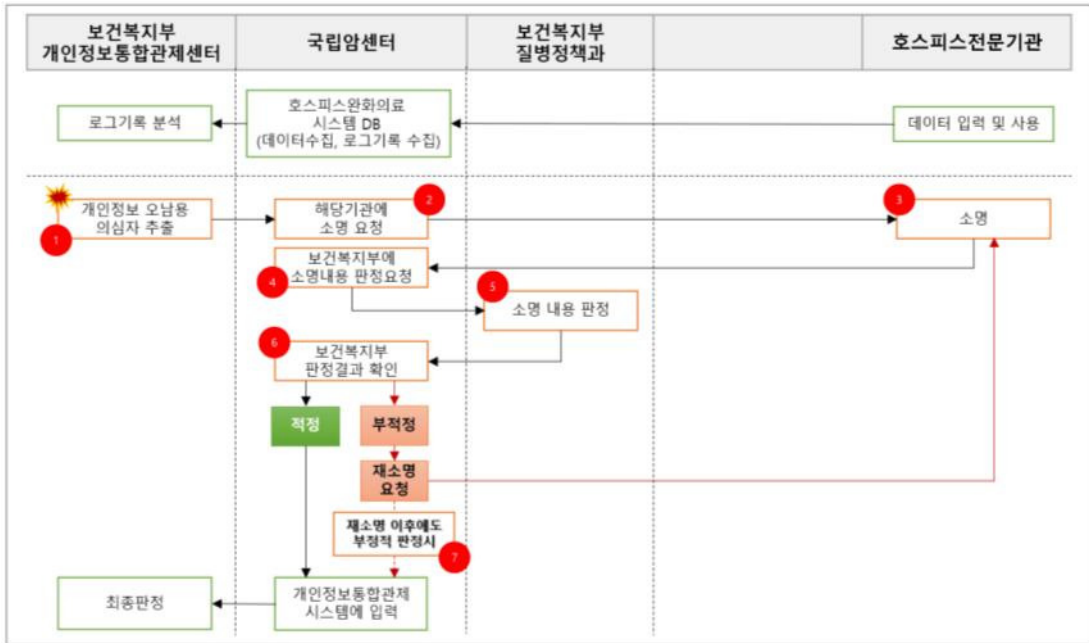 보건복지부
개인정보통합관제센터
국립암센터
보건복지부
질병정책과
호스피스전문기관
로그기록 분석
호스피스완화의료
시스템 DB
(데이터수집, 로그기록 수집)
데이터 입력 및 사용
1
개인정보 오남용
의심자 추출
2
해당기관에
소명 요청
3
소명
4
보건복지부에
소명내용 판정요청
5
소명 내용 판정
6
보건복지부
판정결과 확인
적정
부적정
재소명
요청
재소명 이후에도
부정적 판정시
7
최종판정
개인정보통합관제
시스템에 입력